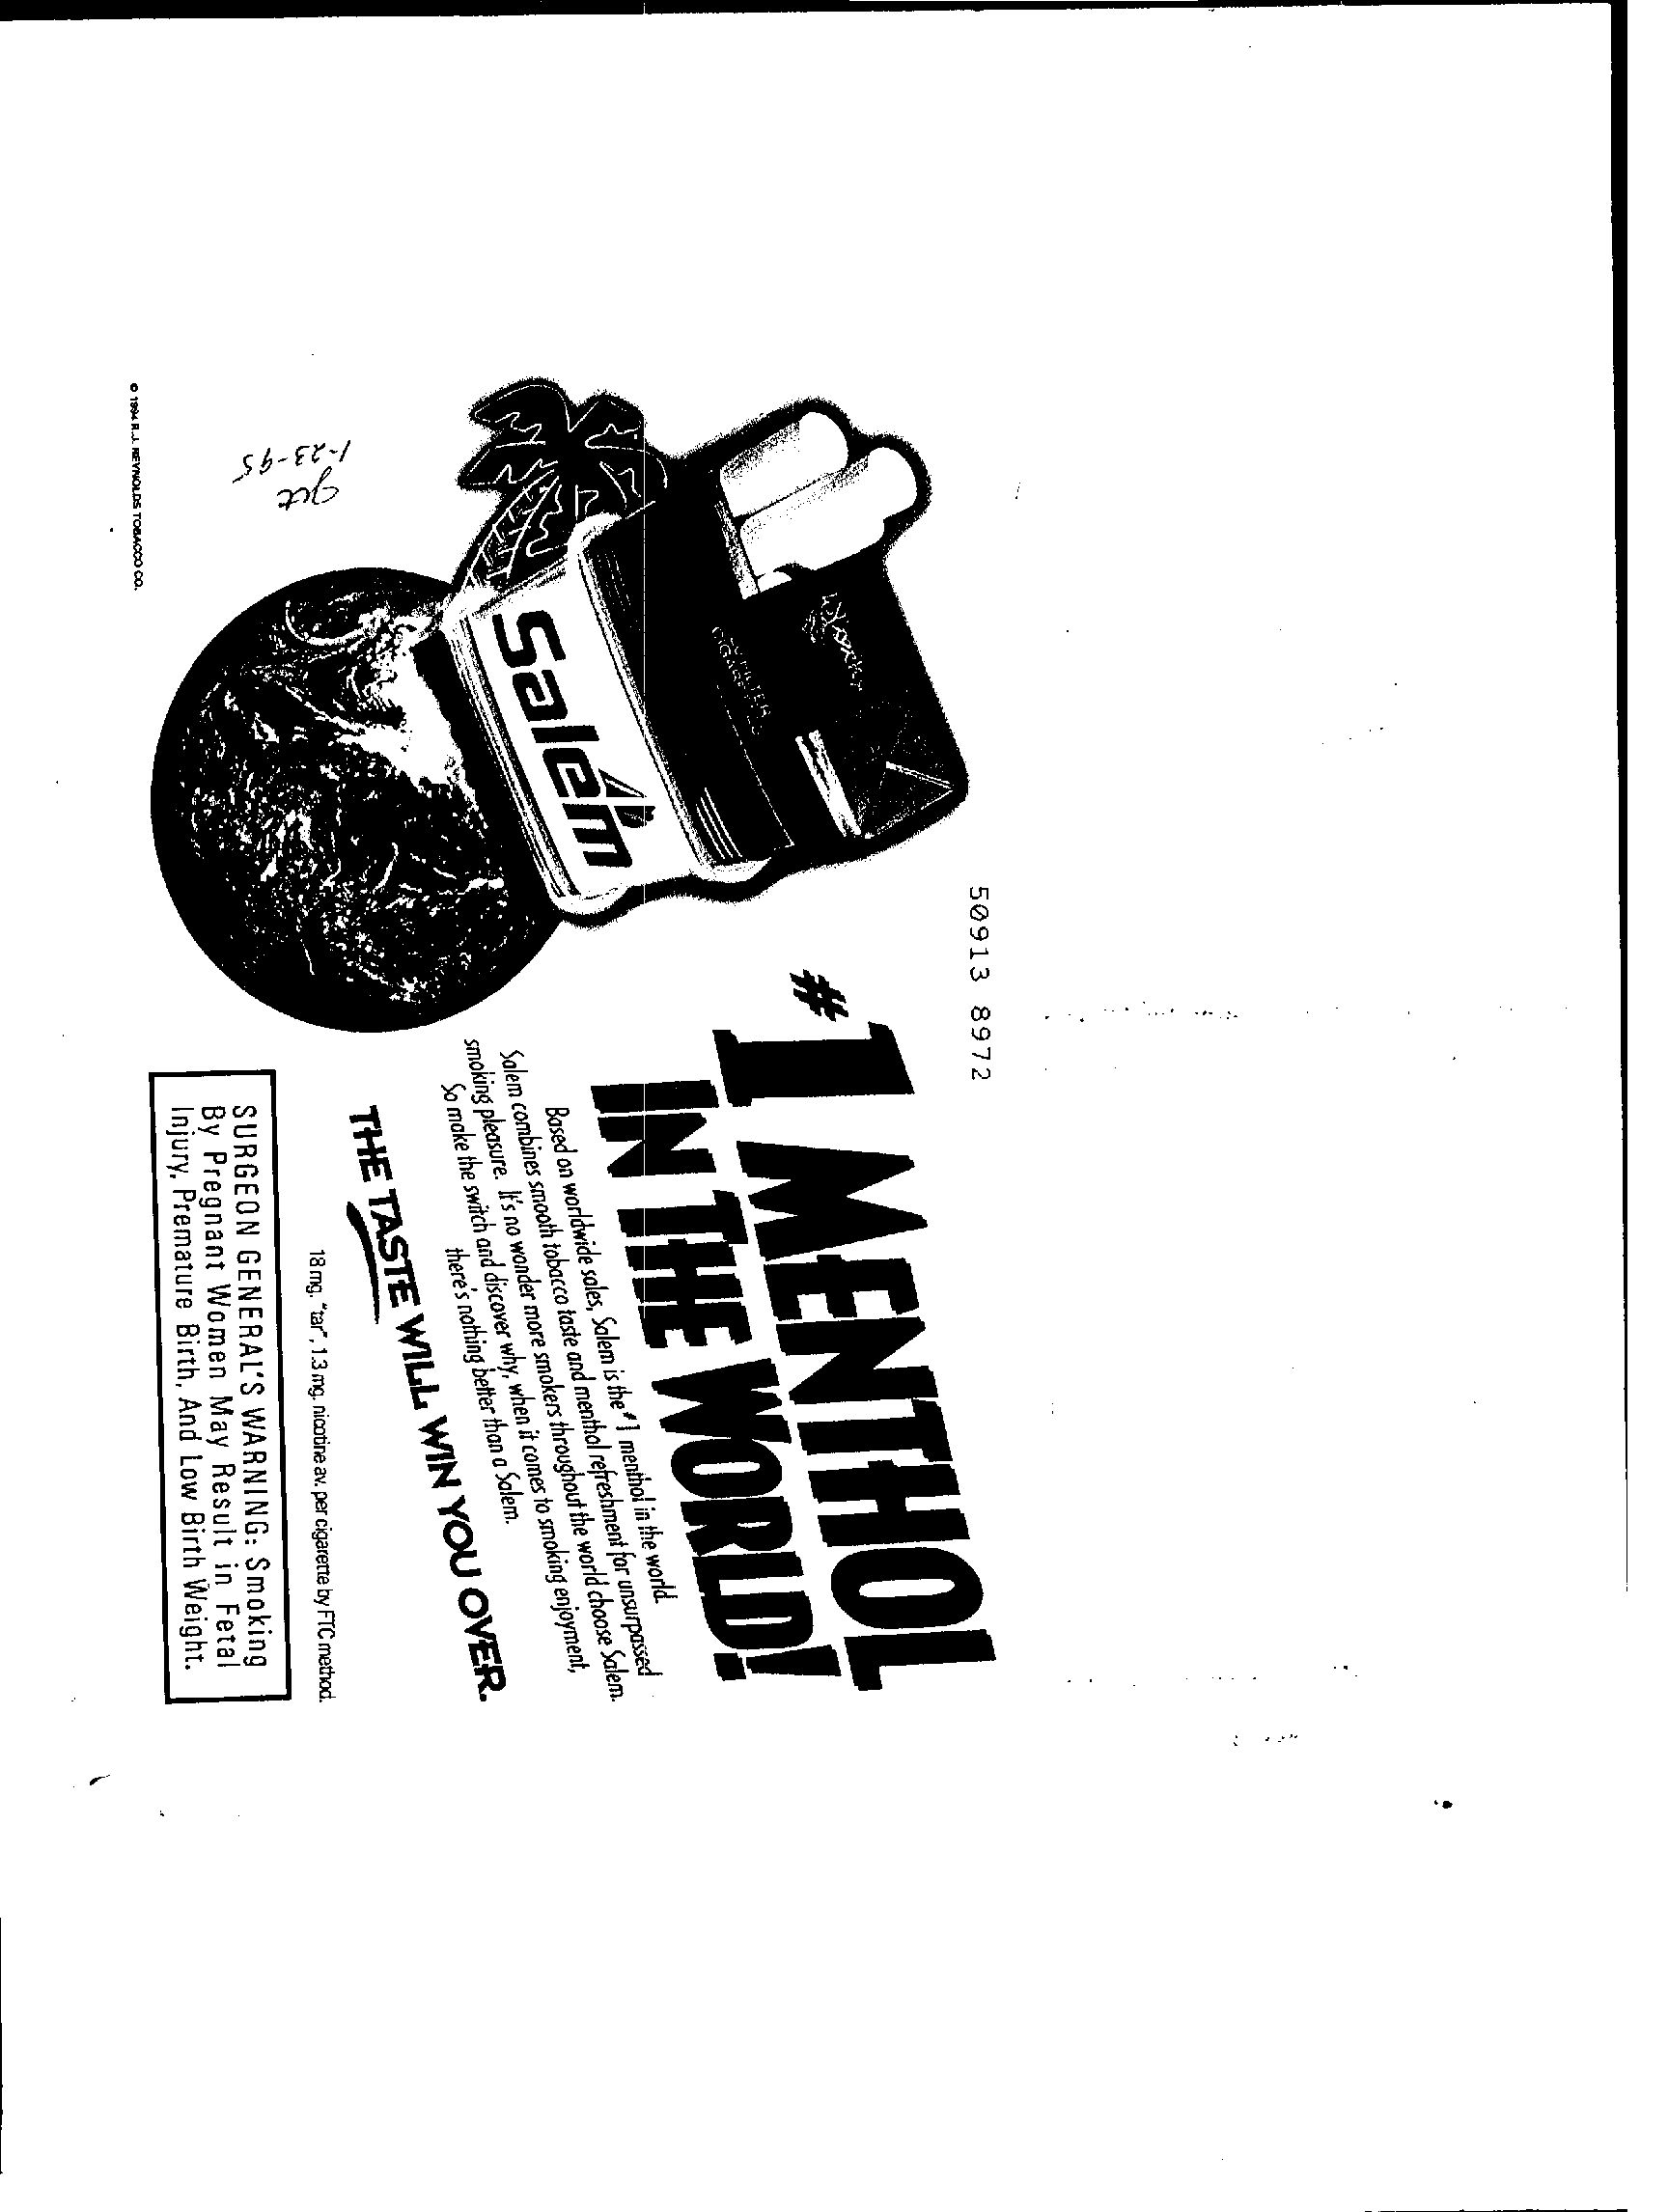 50913 8972
#1 MENTHOL
IN THE WORLD!
Based on worldwide sales, Salem is the #1 menthol in the world.
Salem combines smooth tobacco taste and menthol refreshment for unsurpassed
smoking pleasure. It's no wonder more smokers throughout the world choose Salem.
So make the switch and discover why, when it comes to smoking enjoyment,
there's nothing better than a Salem.
THE TASTE WILL WIN YOU OVER.
Salem
18 mg. "tar", 1.3 mg. nicotine av. per cigarette by FTC method.
SURGEON GENERAL'S WARNING: Smoking
By Pregnant Women May Result in Fetal
Injury, Premature Birth, And Low Birth Weight.
1-23-95
© 1994 R.J. REYNOLDS TOBACCO CO.